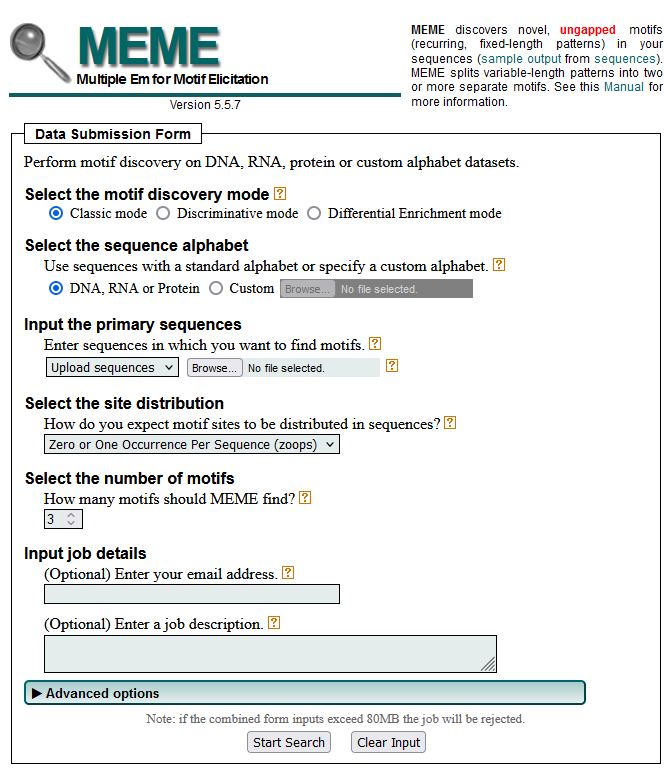 MEME
Multiple Em for Motif Elicitation
Version 5.5.7
MEME discovers novel, ungapped motifs
(recurring, fixed-length patterns) in your
sequences (sample output from sequences).
MEME splits variable-length patterns into two
or more separate motifs. See this Manual for
more information.
Data Submission Form
Perform motif discovery on DNA, RNA, protein or custom alphabet datasets.
Select the motif discovery mode ?
Classic mode Discriminative mode Differential Enrichment mode
Select the sequence alphabet
Use sequences with a standard alphabet or specify a custom alphabet. ?
DNA, RNA or Protein Custom Browse... No file selected.
Input the primary sequences
Enter sequences in which you want to find motifs. ?
Upload sequences Browse... No file selected. ?
Select the site distribution
How do you expect motif sites to be distributed in sequences? ?
Zero or One Occurrence Per Sequence (zoops)
Select the number of motifs
How many motifs should MEME find? ?
3
Input job details
(Optional) Enter your email address. ?
(Optional) Enter a job description. ?
▶ Advanced options
Note: if the combined form inputs exceed 80MB the job will be rejected.
Start Search Clear Input